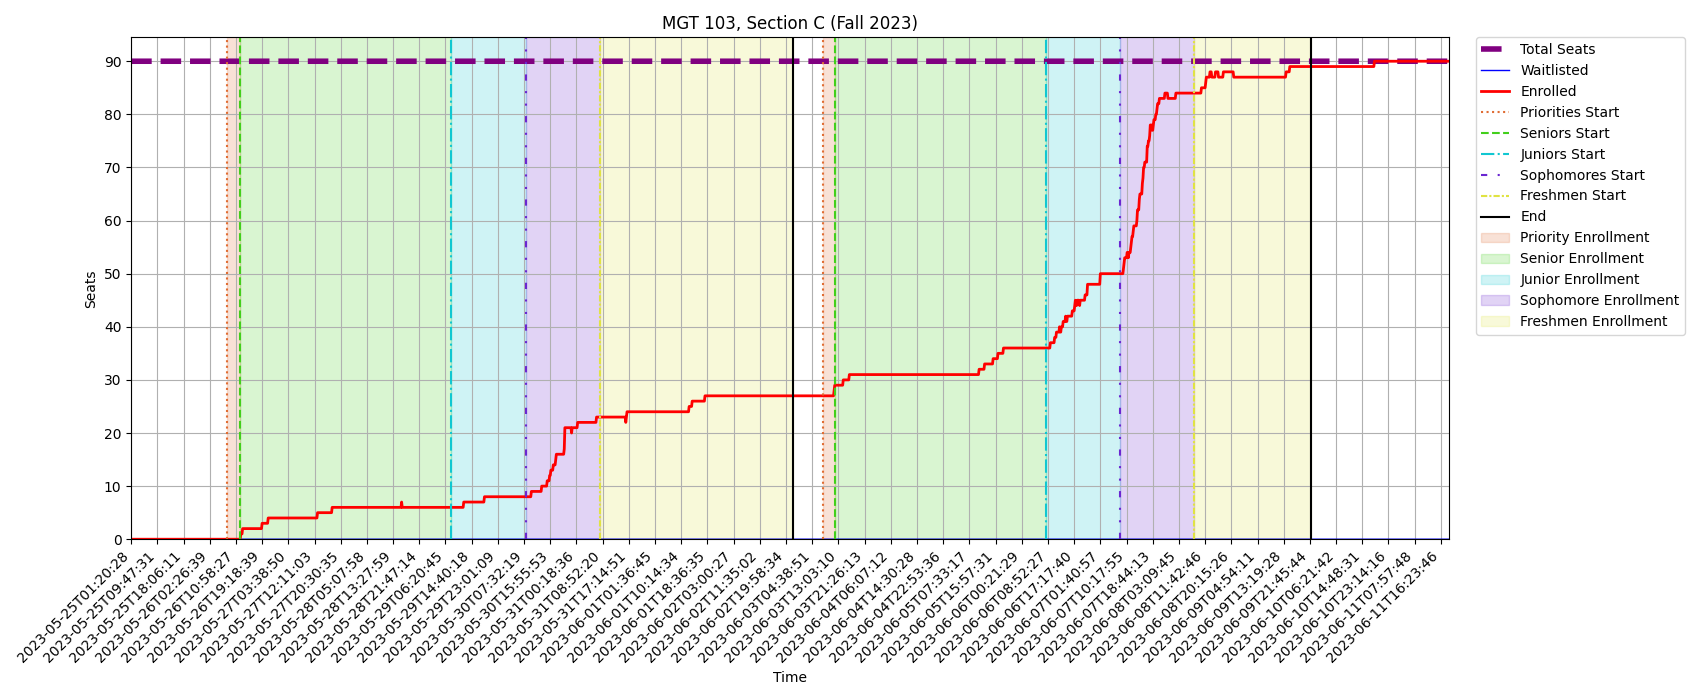 MGT 103, Section C (Fall 2023)
Total Seats
Waitlisted
Enrolled
Priorities Start
Seniors Start
Juniors Start
Sophomores Start
Freshmen Start
End
Priority Enrollment
Senior Enrollment
Junior Enrollment
Sophomore Enrollment
Freshmen Enrollment
Seats
90
80
70
60
50
40
30
20
10
0
2023-05-25T01:20:28
2023-05-25T09:47:31
2023-05-25T18:06:11
2023-05-26T02:26:39
2023-05-26T10:58:27
2023-05-26T19:18:39
2023-05-27T03:38:50
2023-05-27T12:11:03
2023-05-27T20:30:35
2023-05-28T05:07:58
2023-05-28T13:27:59
2023-05-28T21:47:14
2023-05-29T06:20:45
2023-05-29T14:40:18
2023-05-29T23:01:09
2023-05-30T07:32:19
2023-05-30T15:55:53
2023-05-31T00:18:36
2023-05-31T08:52:20
2023-05-31T17:14:51
2023-06-01T01:36:45
2023-06-01T10:14:34
2023-06-01T18:36:35
2023-06-02T03:00:27
2023-06-02T11:35:02
2023-06-02T19:58:34
2023-06-03T04:38:51
2023-06-03T13:03:10
2023-06-03T21:26:13
2023-06-04T06:07:12
2023-06-04T14:30:28
2023-06-04T22:53:36
2023-06-05T07:33:17
2023-06-05T15:57:31
2023-06-06T00:21:29
2023-06-06T08:52:27
2023-06-06T17:17:40
2023-06-07T01:40:57
2023-06-07T10:17:55
2023-06-07T18:44:13
2023-06-08T03:09:45
2023-06-08T11:42:46
2023-06-08T20:15:26
2023-06-09T04:54:11
2023-06-09T13:19:28
2023-06-09T21:45:44
2023-06-10T06:21:42
2023-06-10T14:48:31
2023-06-10T23:14:16
2023-06-11T07:57:48
2023-06-11T16:23:46
Time